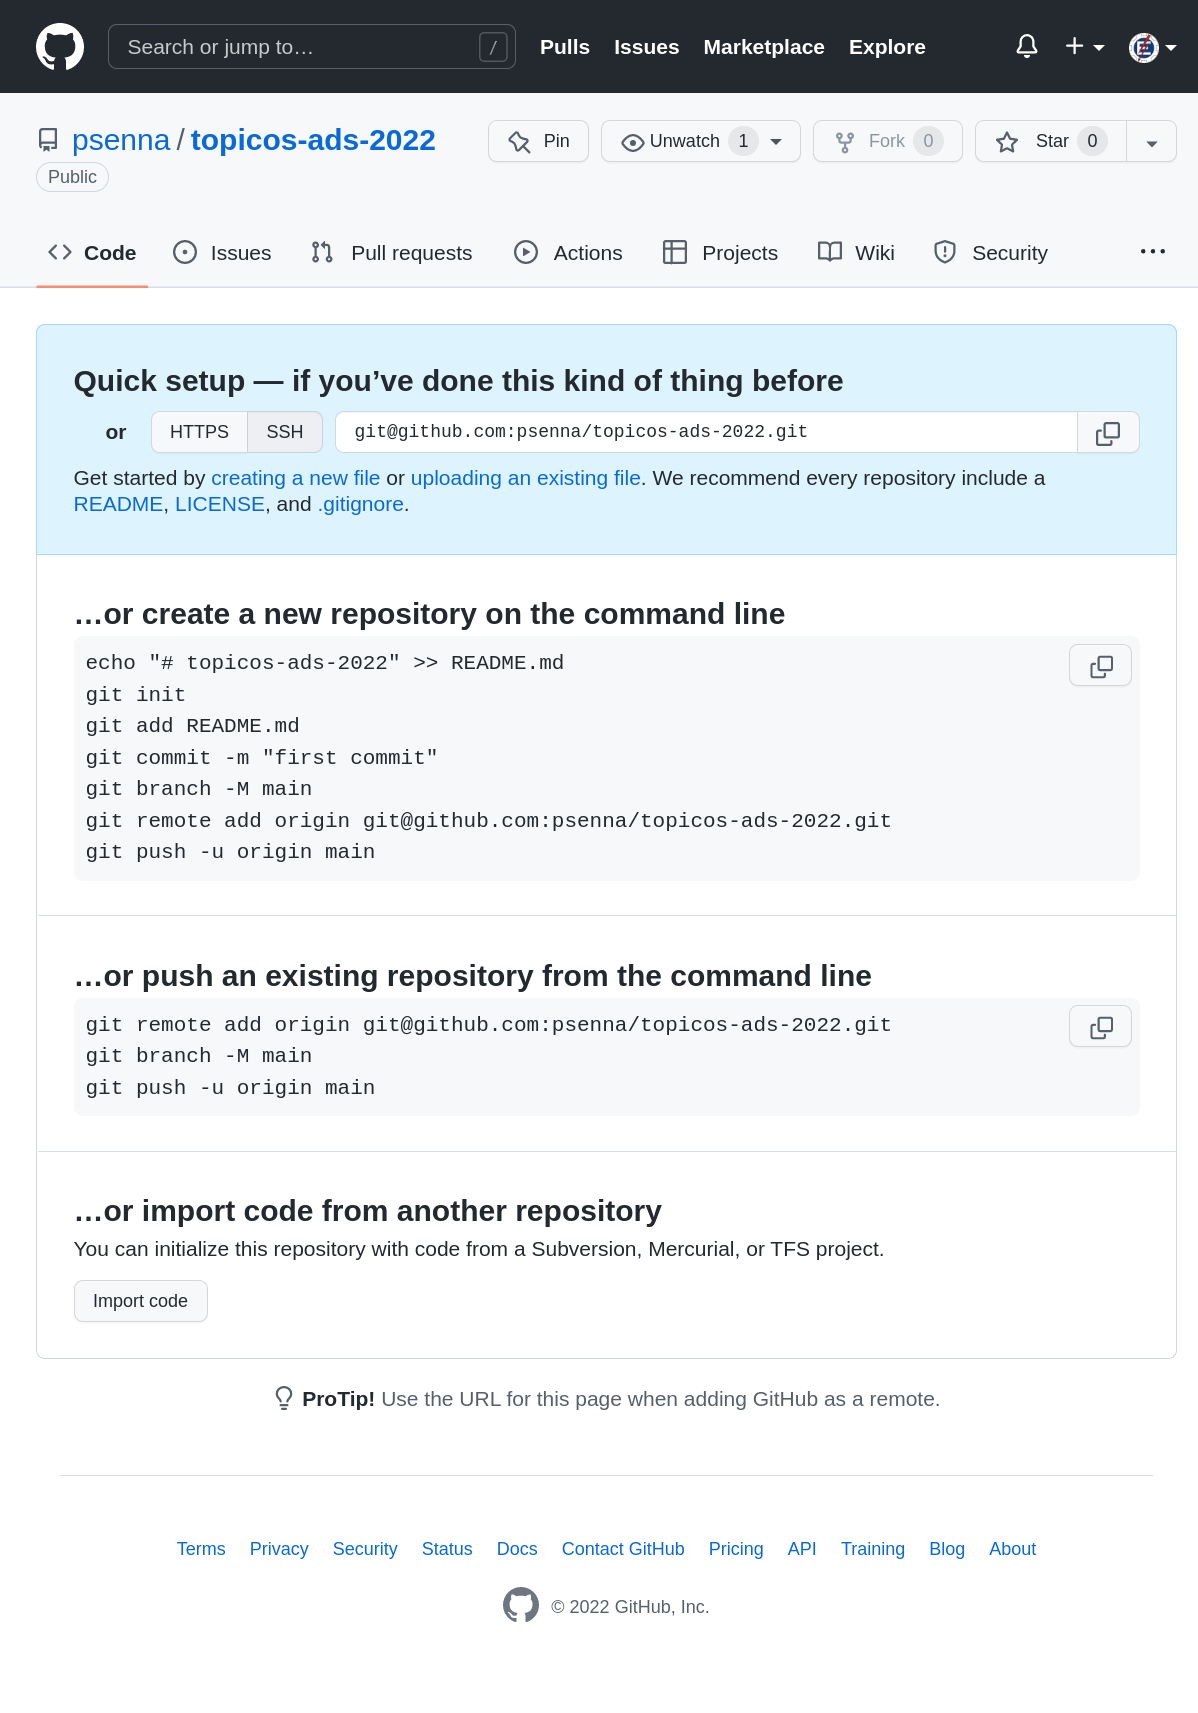 Search or jump to… /
Pulls Issues Marketplace Explore
psenna / topicos-ads-2022
Public
Pin Unwatch 1 Fork 0 Star 0
Code Issues Pull requests Actions Projects Wiki Security
Quick setup — if you’ve done this kind of thing before
or HTTPS SSH git@github.com:psenna/topicos-ads-2022.git
Get started by creating a new file or uploading an existing file. We recommend every repository include a
README, LICENSE, and .gitignore.
…or create a new repository on the command line
echo "# topicos-ads-2022" >> README.md
git init
git add README.md
git commit -m "first commit"
git branch -M main
git remote add origin git@github.com:psenna/topicos-ads-2022.git
git push -u origin main
…or push an existing repository from the command line
git remote add origin git@github.com:psenna/topicos-ads-2022.git
git branch -M main
git push -u origin main
…or import code from another repository
You can initialize this repository with code from a Subversion, Mercurial, or TFS project.
Import code
ProTip! Use the URL for this page when adding GitHub as a remote.
Terms Privacy Security Status Docs Contact GitHub Pricing API Training Blog About
© 2022 GitHub, Inc.